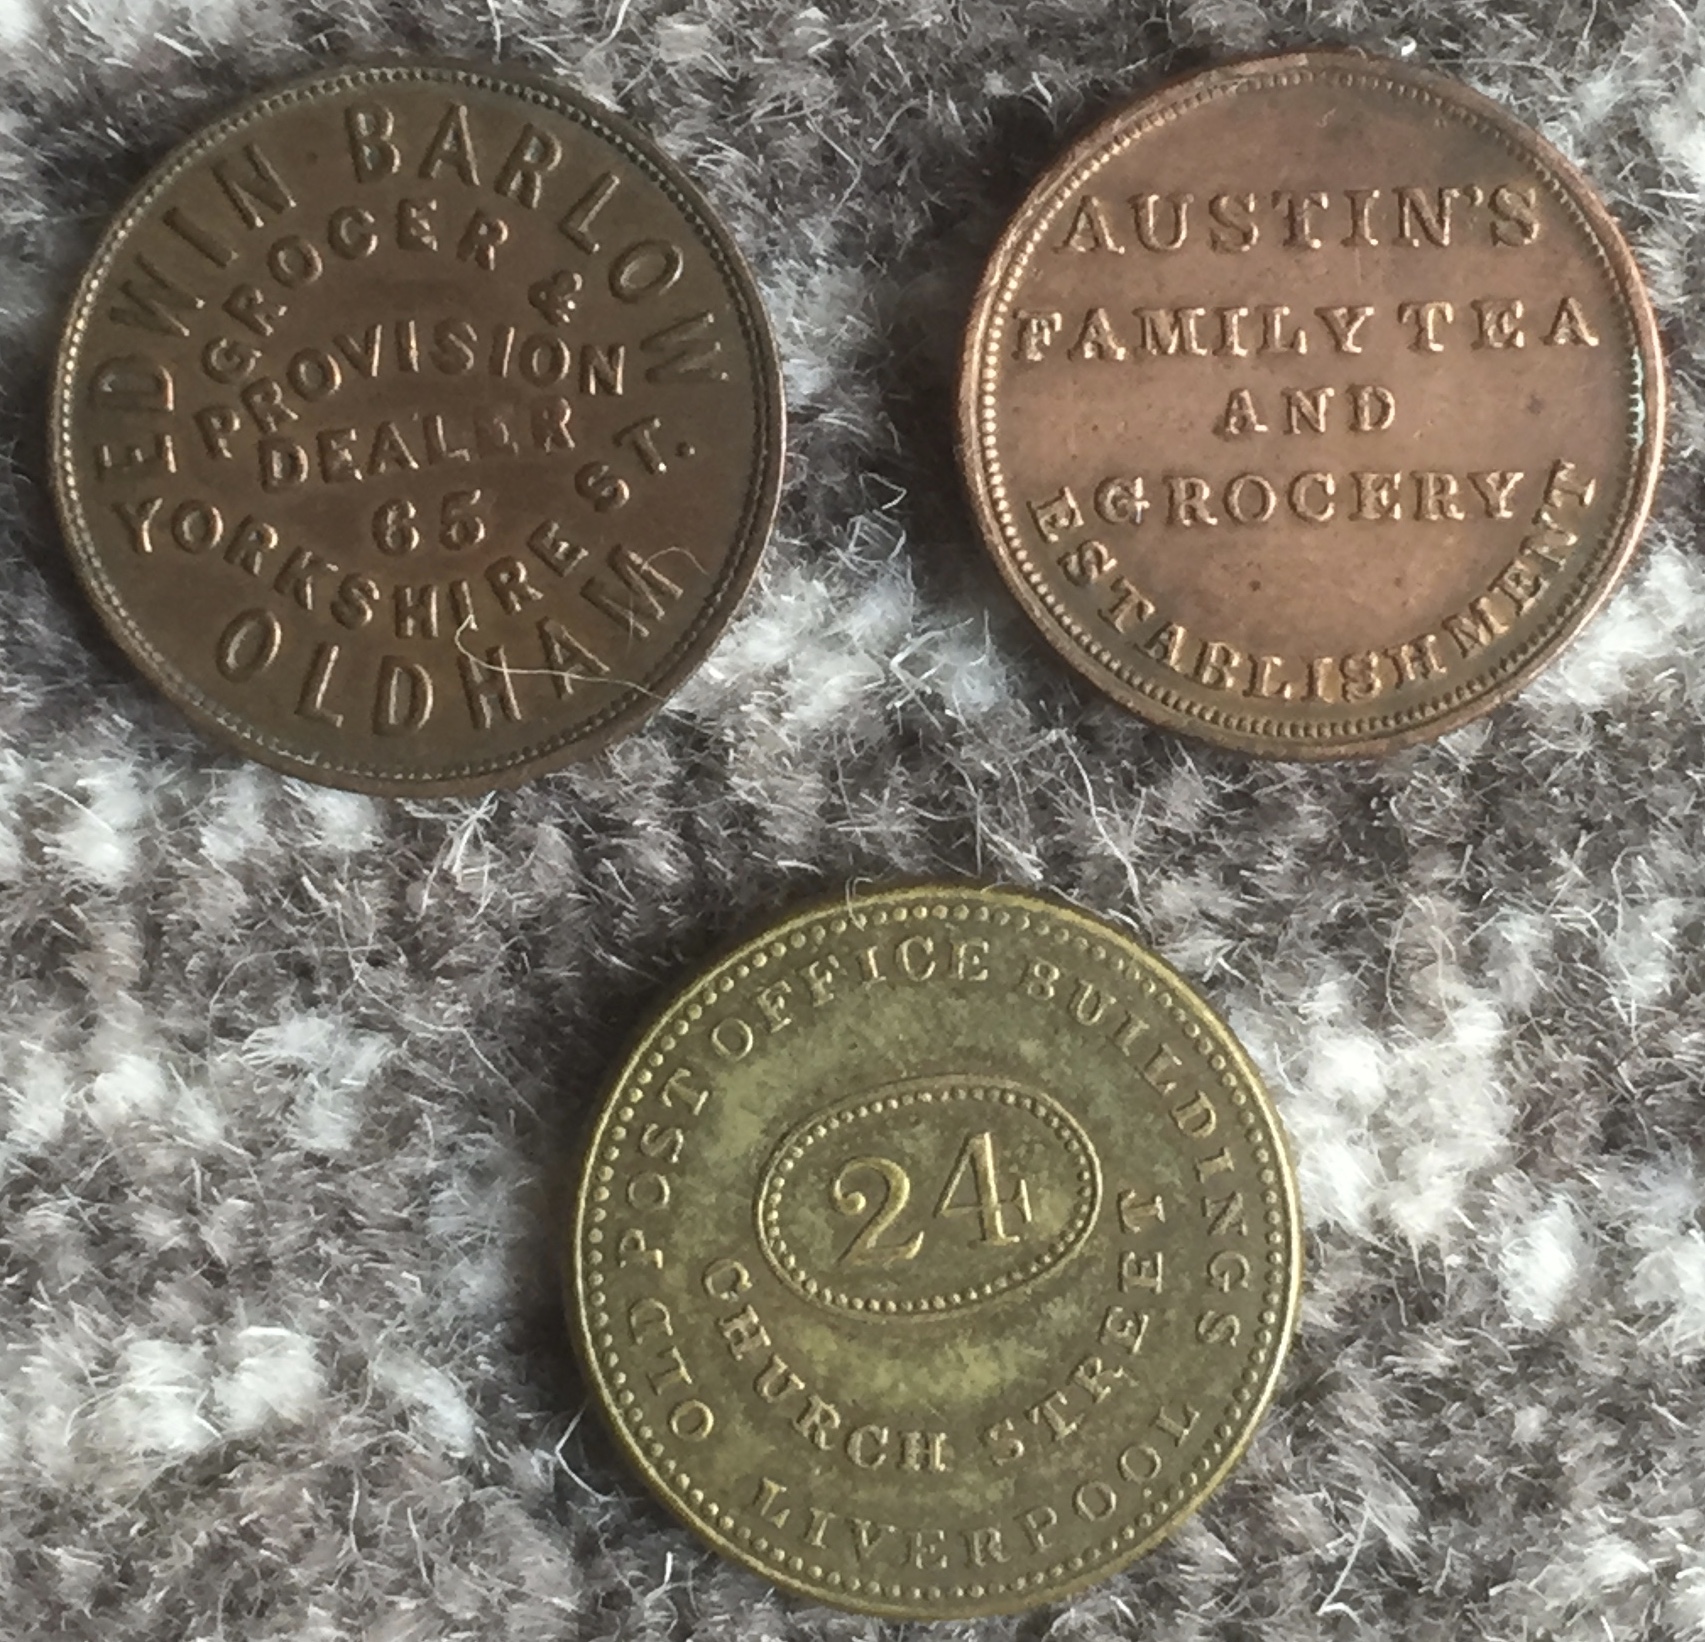 EDWIN BARLOW
GROCER &
PROVISION
DEALER
65
YORKSHIRE ST.
OLDHAM
AUSTIN'S
FAMILY TEA
AND
GROCERY
ESTABLISHMENT
OLD POST OFFICE BUILDINGS
24
CHURCH STREET
LIVERPOOL